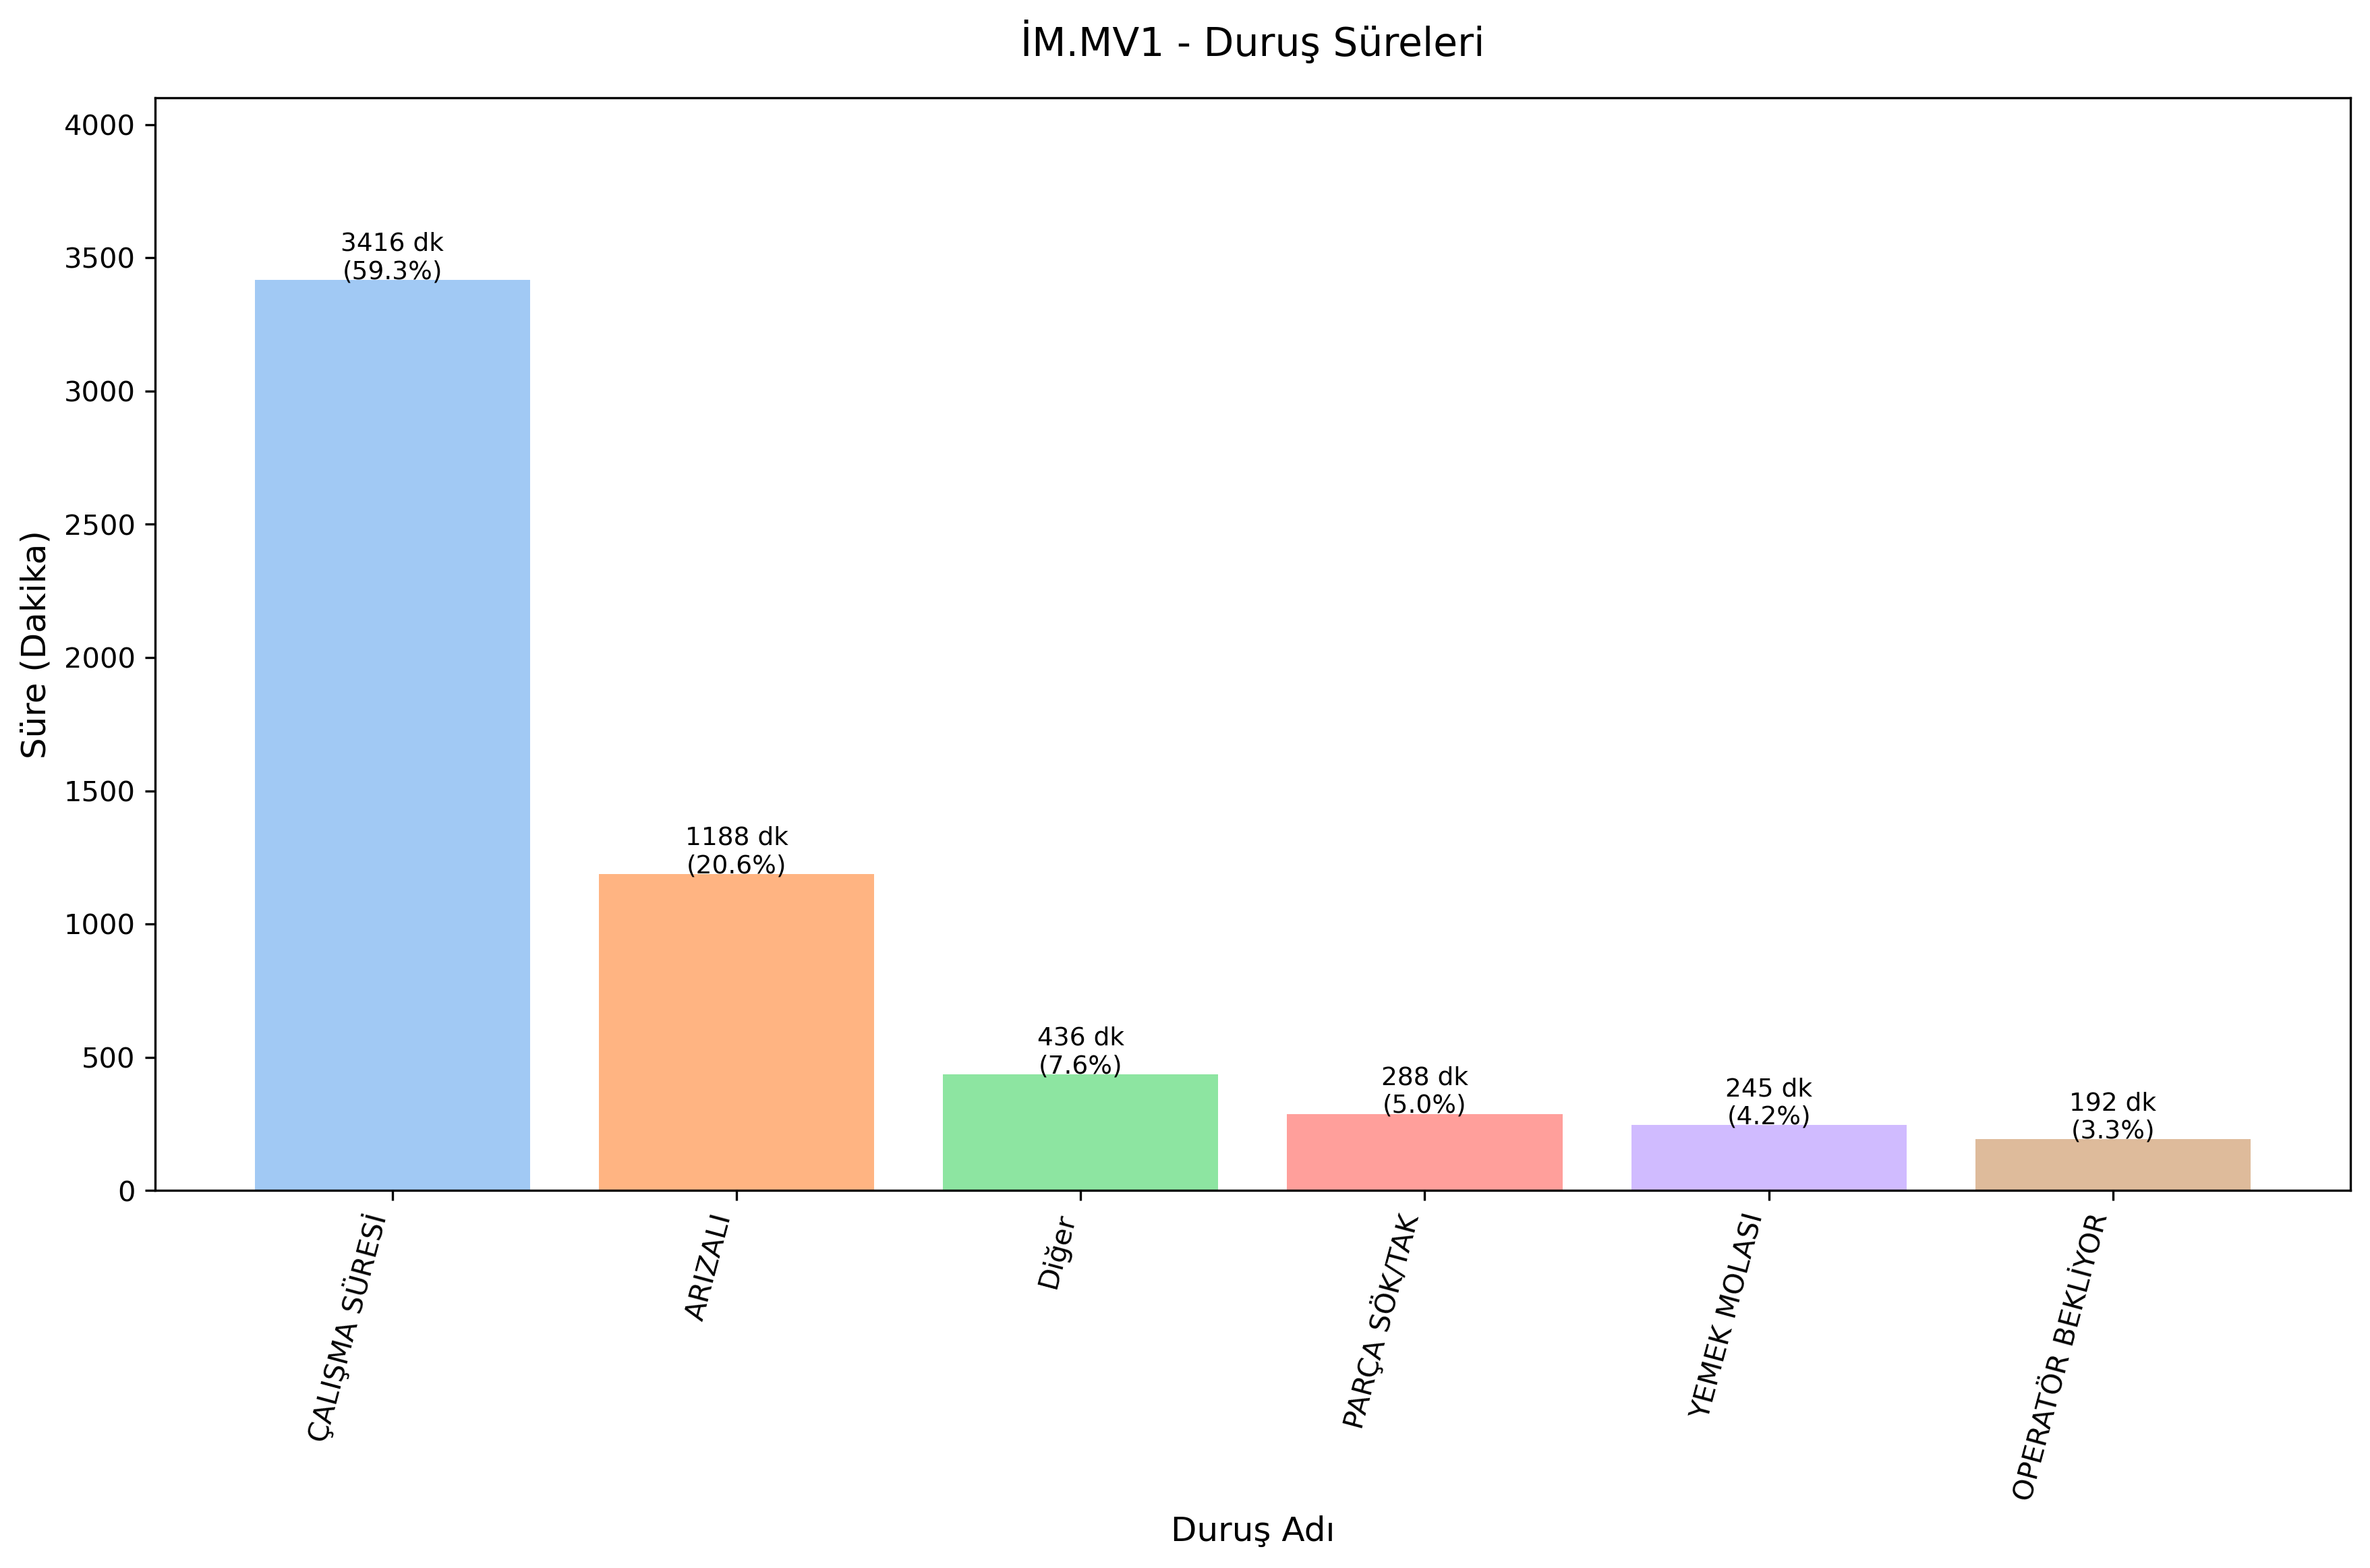 İM.MV1 - Duruş Süreleri
Süre (Dakika)
4000
3500
3000
2500
2000
1500
1000
500
0
3416 dk
(59.3%)
1188 dk
(20.6%)
436 dk
(7.6%)
288 dk
(5.0%)
245 dk
(4.2%)
192 dk
(3.3%)
ÇALIŞMA SÜRESİ
ARIZALI
Diğer
PARÇA SÖK/TAK
YEMEK MOLASI
OPERATÖR BEKLİYOR
Duruş Adı